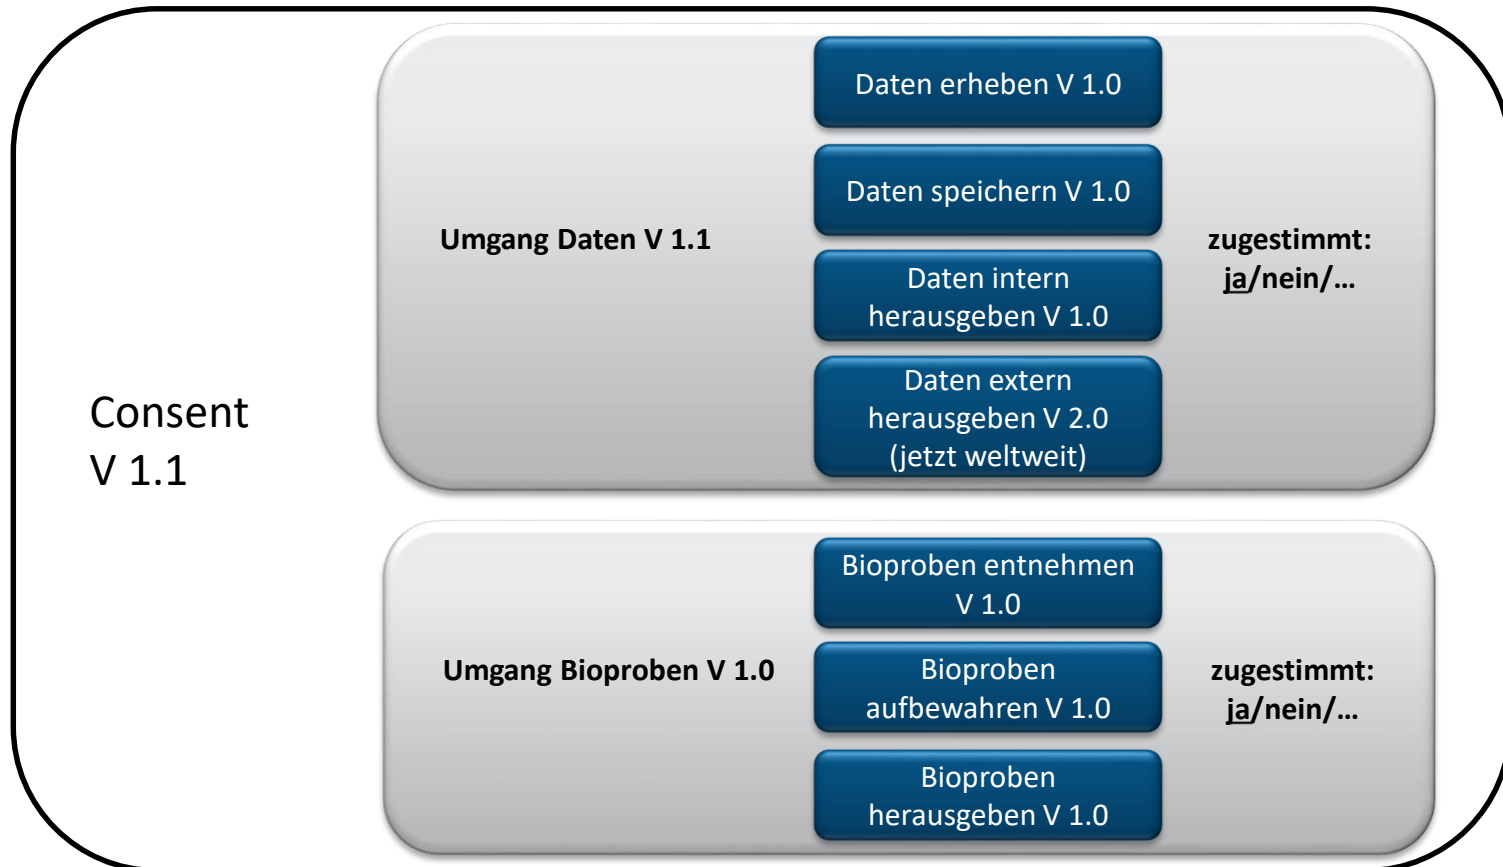 Consent
V 1.1
Umgang Daten V 1.1
Daten erheben V 1.0
Daten speichern V 1.0
Daten intern
herausgeben V 1.0
Daten extern
herausgeben V 2.0
(jetzt weltweit)
zugestimmt:
ja/nein/…
Umgang Bioproben V 1.0
Bioproben entnehmen
V 1.0
Bioproben
aufbewahren V 1.0
Bioproben
herausgeben V 1.0
zugestimmt:
ja/nein/…